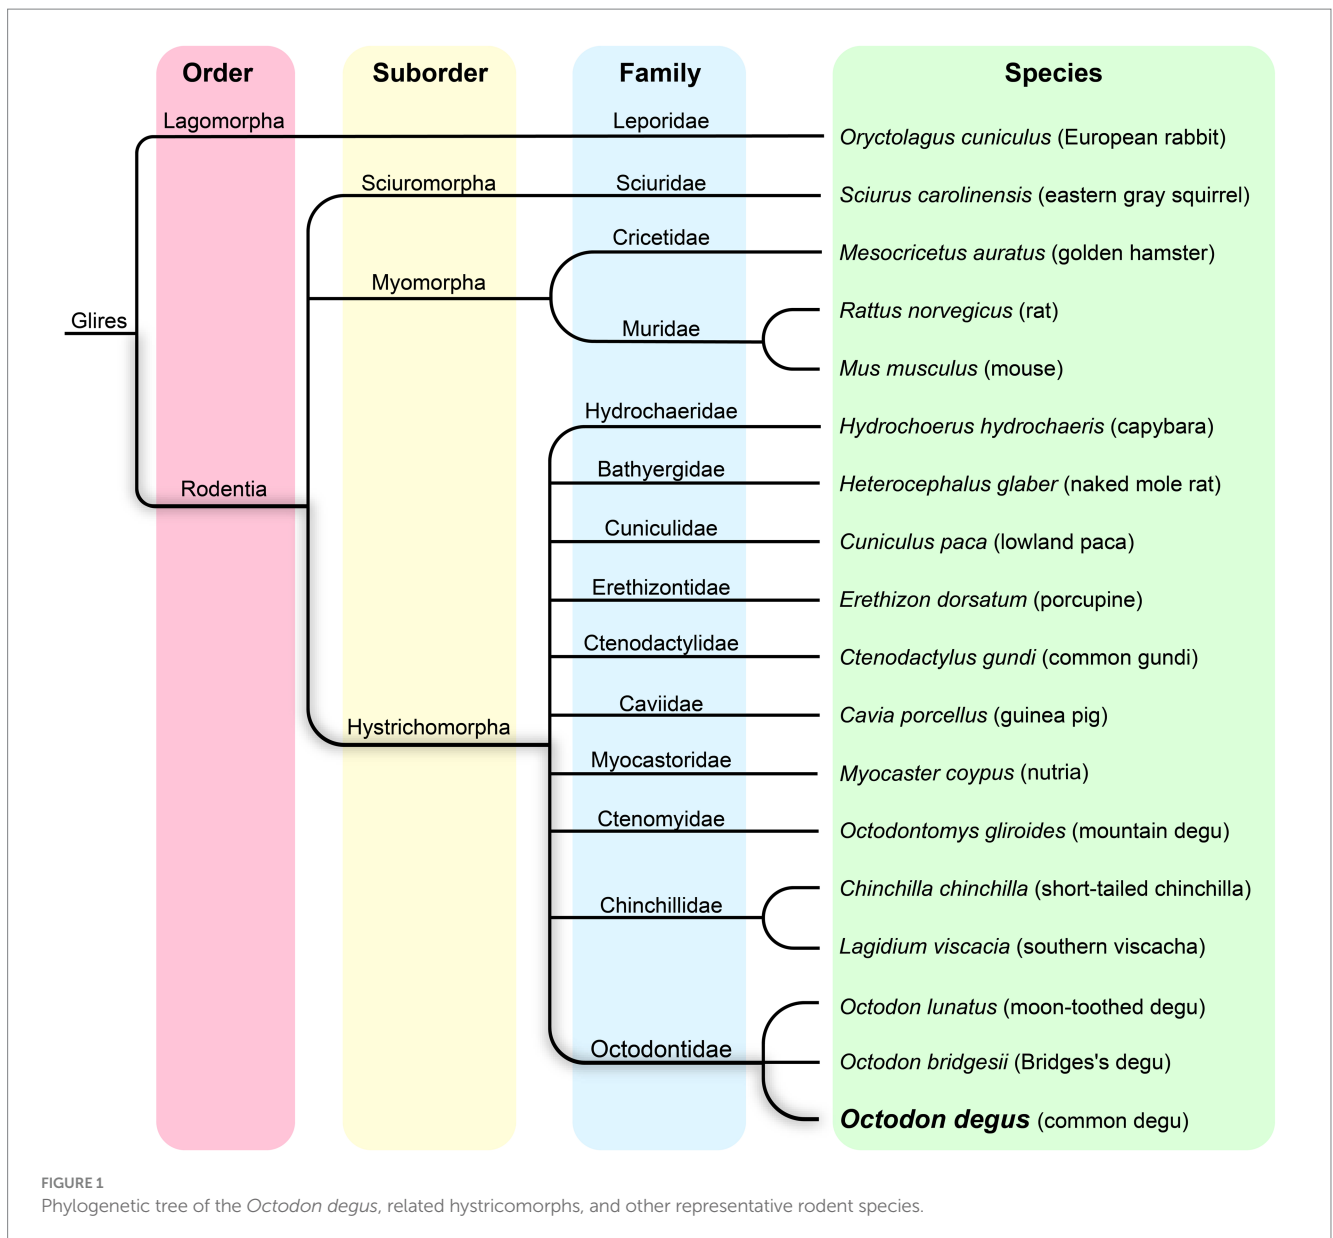 Order Suborder Family Species
Lagomorpha Leporidae Oryctolagus cuniculus (European rabbit)
Sciuromorpha Sciuridae Sciurus carolinensis (eastern gray squirrel)
Cricetidae Mesocricetus auratus (golden hamster)
Myomorpha
Rattus norvegicus (rat)
Glires Muridae
Mus musculus (mouse)
Hydrochaeridae Hydrochoerus hydrochaeris (capybara)
Bathyergidae Heterocephalus glaber (naked mole rat)
Rodentia
Cuniculidae Cuniculus paca (lowland paca)
Erethizontidae Erethizon dorsatum (porcupine)
Ctenodactylidae Ctenodactylus gundi (common gundi)
Caviidae Cavia porcellus (guinea pig)
Hystrichomorpha
Myocastoridae Myocaster coypus (nutria)
Ctenomyidae Octodontomys gliroides (mountain degu)
Chinchilla chinchilla (short-tailed chinchilla)
Chinchillidae
Lagidium viscacia (southern viscacha)
Octodon lunatus (moon-toothed degu)
Octodontidae Octodon bridgesii (Bridges's degu)
Octodon degus (common degu)
FIGURE 1
Phylogenetic tree of the Octodon degus, related hystricomorphs, and other representative rodent species.